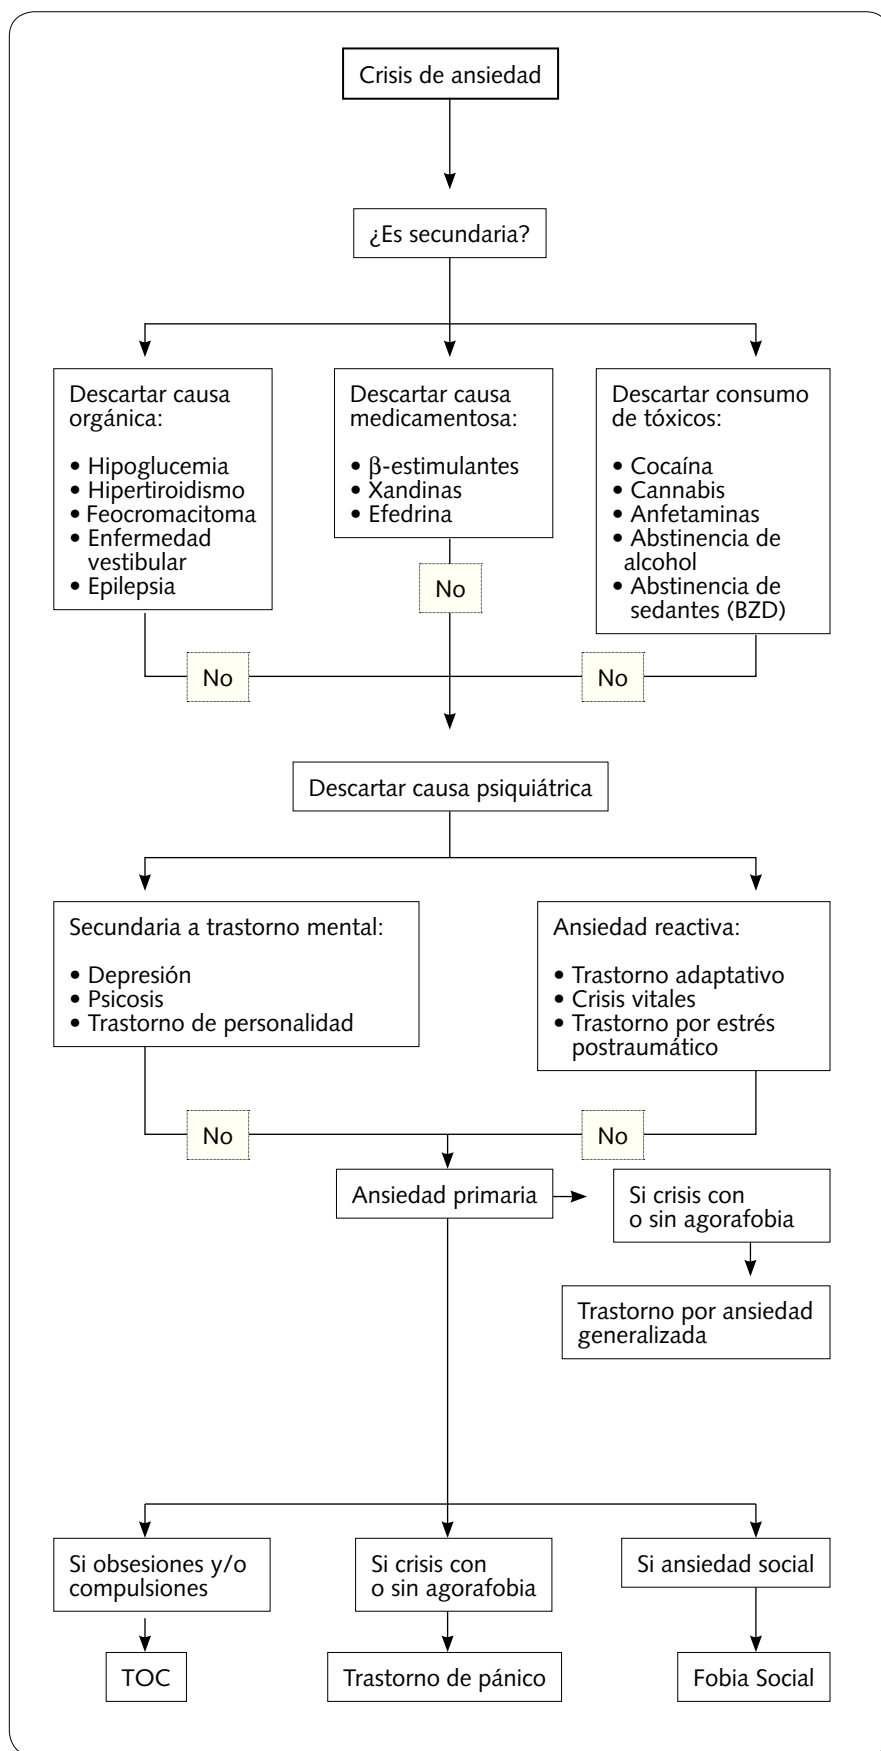 Crisis de ansiedad
¿Es secundaria?
Descartar causa
orgánica:
• Hipoglucemia
• Hipertiroidismo
• Feocromacitoma
• Enfermedad
vestibular
• Epilepsia
Descartar causa
medicamentosa:
• β-estimulantes
• Xandinas
• Efedrina
Descartar consumo
de tóxicos:
• Cocaína
• Cannabis
• Anfetaminas
• Abstinencia de
alcohol
• Abstinencia de
sedantes (BZD)
No
No
No
Descartar causa psiquiátrica
Secundaria a trastorno mental:
• Depresión
• Psicosis
• Trastorno de personalidad
Ansiedad reactiva:
• Trastorno adaptativo
• Crisis vitales
• Trastorno por estrés
postraumático
No
No
Ansiedad primaria
Si crisis con
o sin agorafobia
Trastorno por ansiedad
generalizada
Si obsesiones y/o
compulsiones
Si crisis con
o sin agorafobia
Si ansiedad social
TOC
Trastorno de pánico
Fobia Social